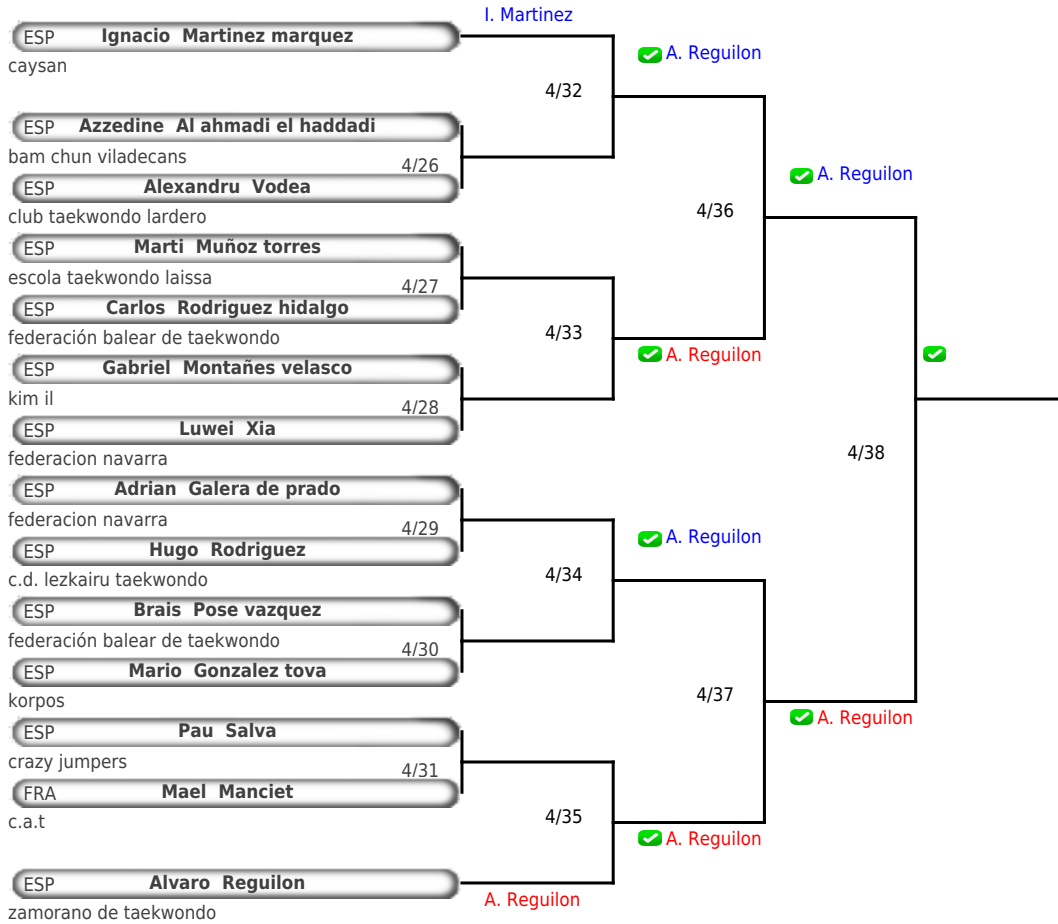 I. Martinez
ESP Ignacio Martinez marquez
caysan
A. Reguilon
4/32
ESP Azzedine Al ahmadi el haddadi
bam chun viladecans
4/26
ESP Alexandru Vodea
club taekwondo lardero
A. Reguilon
4/36
ESP Marti Muñoz torres
escola taekwondo laissa
4/27
ESP Carlos Rodriguez hidalgo
federación balear de taekwondo
4/33
A. Reguilon
ESP Gabriel Montañes velasco
kim il
4/28
ESP Luwei Xia
federacion navarra
4/38
ESP Adrian Galera de prado
federacion navarra
4/29
ESP Hugo Rodriguez
c.d. lezkairu taekwondo
A. Reguilon
4/34
ESP Brais Pose vazquez
federación balear de taekwondo
4/30
ESP Mario Gonzalez tova
korpos
4/37
A. Reguilon
ESP Pau Salva
crazy jumpers
4/31
FRA Mael Manciet
c.a.t
4/35
A. Reguilon
ESP Alvaro Reguilon
A. Reguilon
zamorano de taekwondo